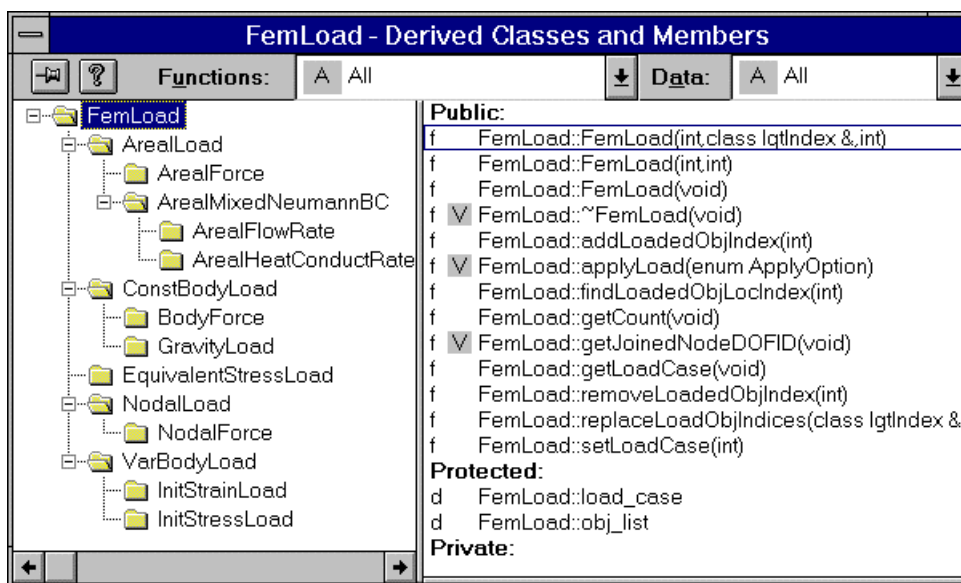 FemLoad - Derived Classes and Members
? Functions: A All Data: A All
FemLoad
ArealLoad
ArealForce
ArealMixedNeumannBC
ArealFlowRate
ArealHeatConductRate
ConstBodyLoad
BodyForce
GravityLoad
EquivalentStressLoad
NodalLoad
NodalForce
VarBodyLoad
InitStrainLoad
InitStressLoad
Public:
f FemLoad::FemLoad(int,class IqtIndex &,int)
f FemLoad::FemLoad(int,int)
f FemLoad::FemLoad(void)
f V FemLoad::~FemLoad(void)
f FemLoad::addLoadedObjIndex(int)
f V FemLoad::applyLoad(enum ApplyOption)
f FemLoad::findLoadedObjLocIndex(int)
f FemLoad::getCount(void)
f V FemLoad::getJoinedNodeDOFID(void)
f FemLoad::getLoadCase(void)
f FemLoad::removeLoadedObjIndex(int)
f FemLoad::replaceLoadObjIndices(class IgtIndex &
f FemLoad::setLoadCase(int)
Protected:
d FemLoad::load_case
d FemLoad::obj_list
Private: